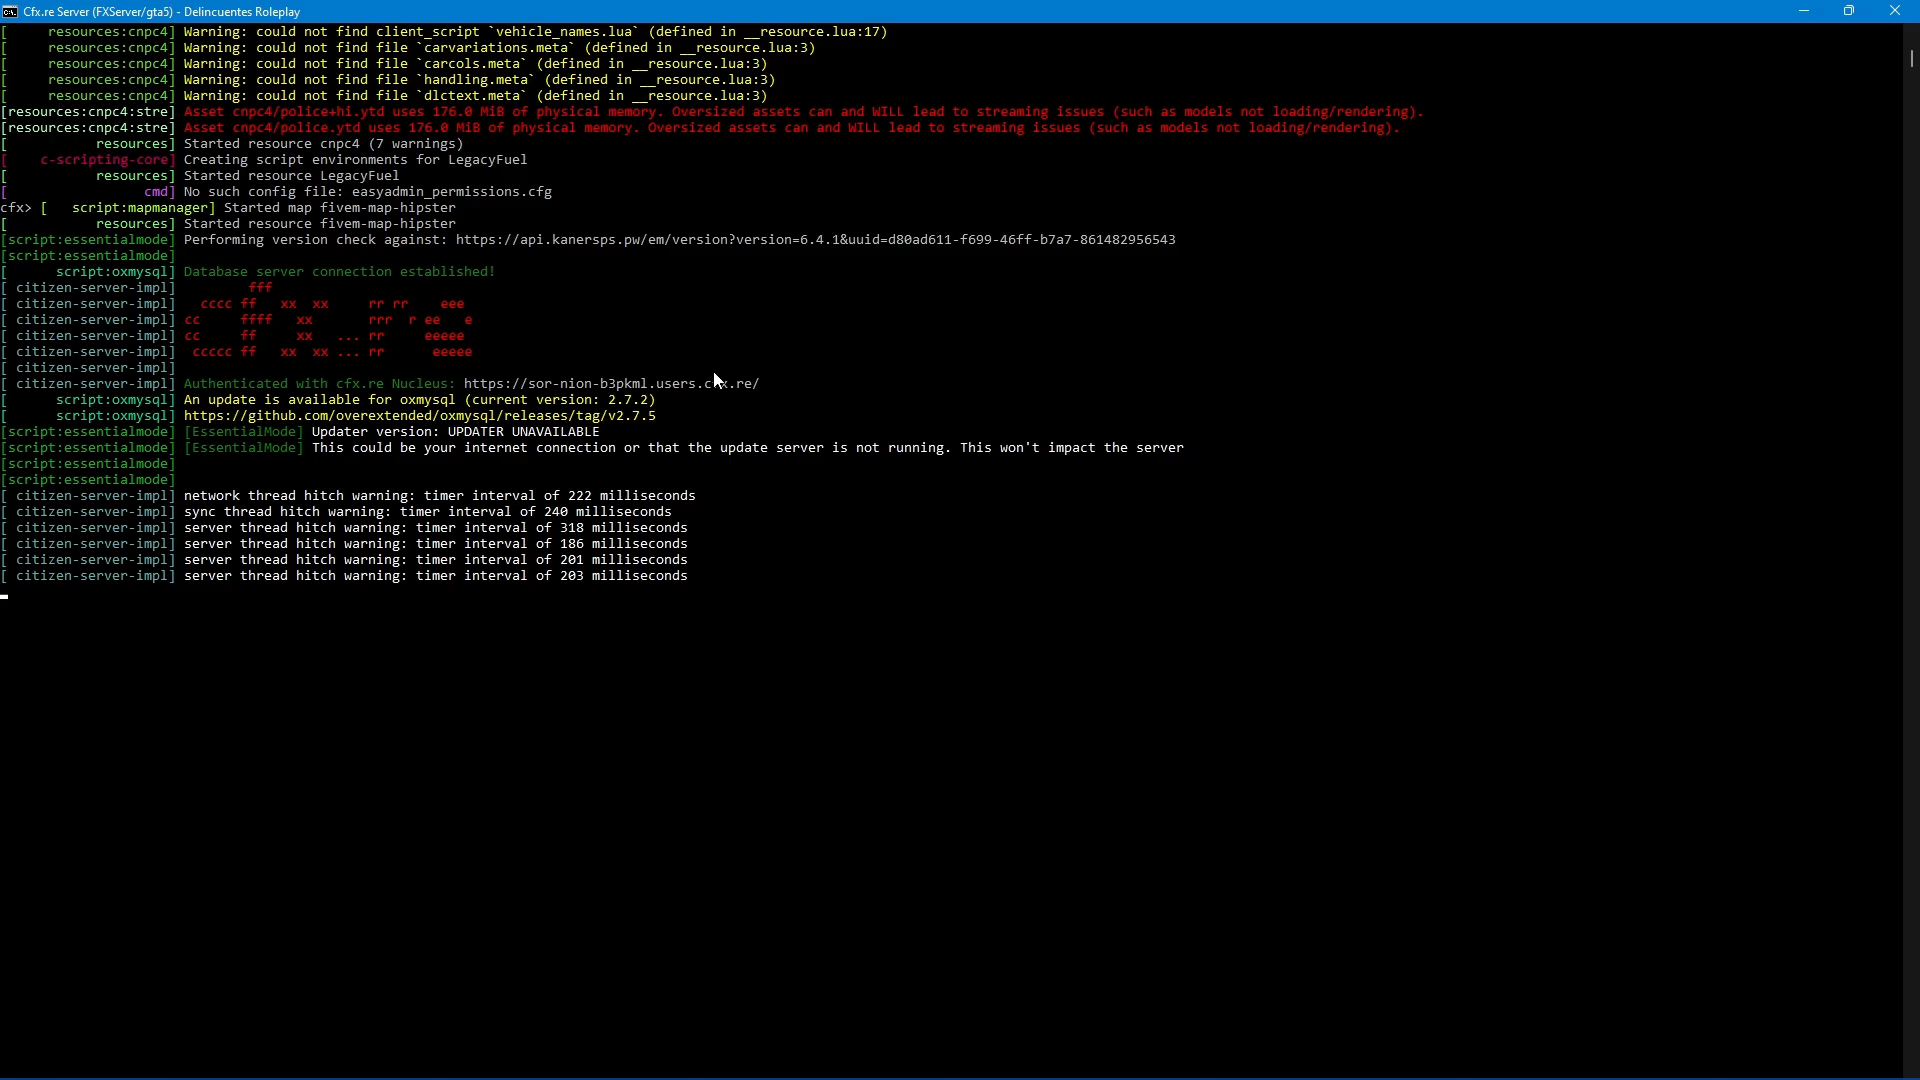 Cfx.re Server (FXServer/gta5) - Delincuentes Roleplay
[     resources:cnpc4] Warning: could not find client_script `vehicle_names.lua` (defined in __resource.lua:17)
[     resources:cnpc4] Warning: could not find file `carvariations.meta` (defined in __resource.lua:3)
[     resources:cnpc4] Warning: could not find file `carcols.meta` (defined in __resource.lua:3)
[     resources:cnpc4] Warning: could not find file `handling.meta` (defined in __resource.lua:3)
[     resources:cnpc4] Warning: could not find file `dlctext.meta` (defined in __resource.lua:3)
[resources:cnpc4:stre] Asset cnpc4/police+hi.ytd uses 176.0 MiB of physical memory. Oversized assets can and WILL lead to streaming issues (such as models not loading/rendering).
[resources:cnpc4:stre] Asset cnpc4/police.ytd uses 176.0 MiB of physical memory. Oversized assets can and WILL lead to streaming issues (such as models not loading/rendering).
[           resources] Started resource cnpc4 (7 warnings)
[    c-scripting-core] Creating script environments for LegacyFuel
[           resources] Started resource LegacyFuel
[                 cmd] No such config file: easyadmin_permissions.cfg
cfx> [   script:mapmanager] Started map fivem-map-hipster
[           resources] Started resource fivem-map-hipster
[script:essentialmode] Performing version check against: https://api.kanersps.pw/em/version?version=6.4.1&uuid=d80ad611-f699-46ff-b7a7-861482956543
[script:essentialmode]
[      script:oxmysql] Database server connection established!
[ citizen-server-impl]         fff
[ citizen-server-impl]   cccc ff   xx  xx     rr rr    eee
[ citizen-server-impl] cc     ffff   xx       rrr  r ee   e
[ citizen-server-impl] cc     ff     xx   ... rr     eeeee
[ citizen-server-impl]  ccccc ff   xx  xx ... rr      eeeee
[ citizen-server-impl]
[ citizen-server-impl] Authenticated with cfx.re Nucleus: https://sor-nion-b3pkml.users.cfx.re/
[      script:oxmysql] An update is available for oxmysql (current version: 2.7.2)
[      script:oxmysql] https://github.com/overextended/oxmysql/releases/tag/v2.7.5
[script:essentialmode] [EssentialMode] Updater version: UPDATER UNAVAILABLE
[script:essentialmode] [EssentialMode] This could be your internet connection or that the update server is not running. This won't impact the server
[script:essentialmode]
[script:essentialmode]
[ citizen-server-impl] network thread hitch warning: timer interval of 222 milliseconds
[ citizen-server-impl] sync thread hitch warning: timer interval of 240 milliseconds
[ citizen-server-impl] server thread hitch warning: timer interval of 318 milliseconds
[ citizen-server-impl] server thread hitch warning: timer interval of 186 milliseconds
[ citizen-server-impl] server thread hitch warning: timer interval of 201 milliseconds
[ citizen-server-impl] server thread hitch warning: timer interval of 203 milliseconds